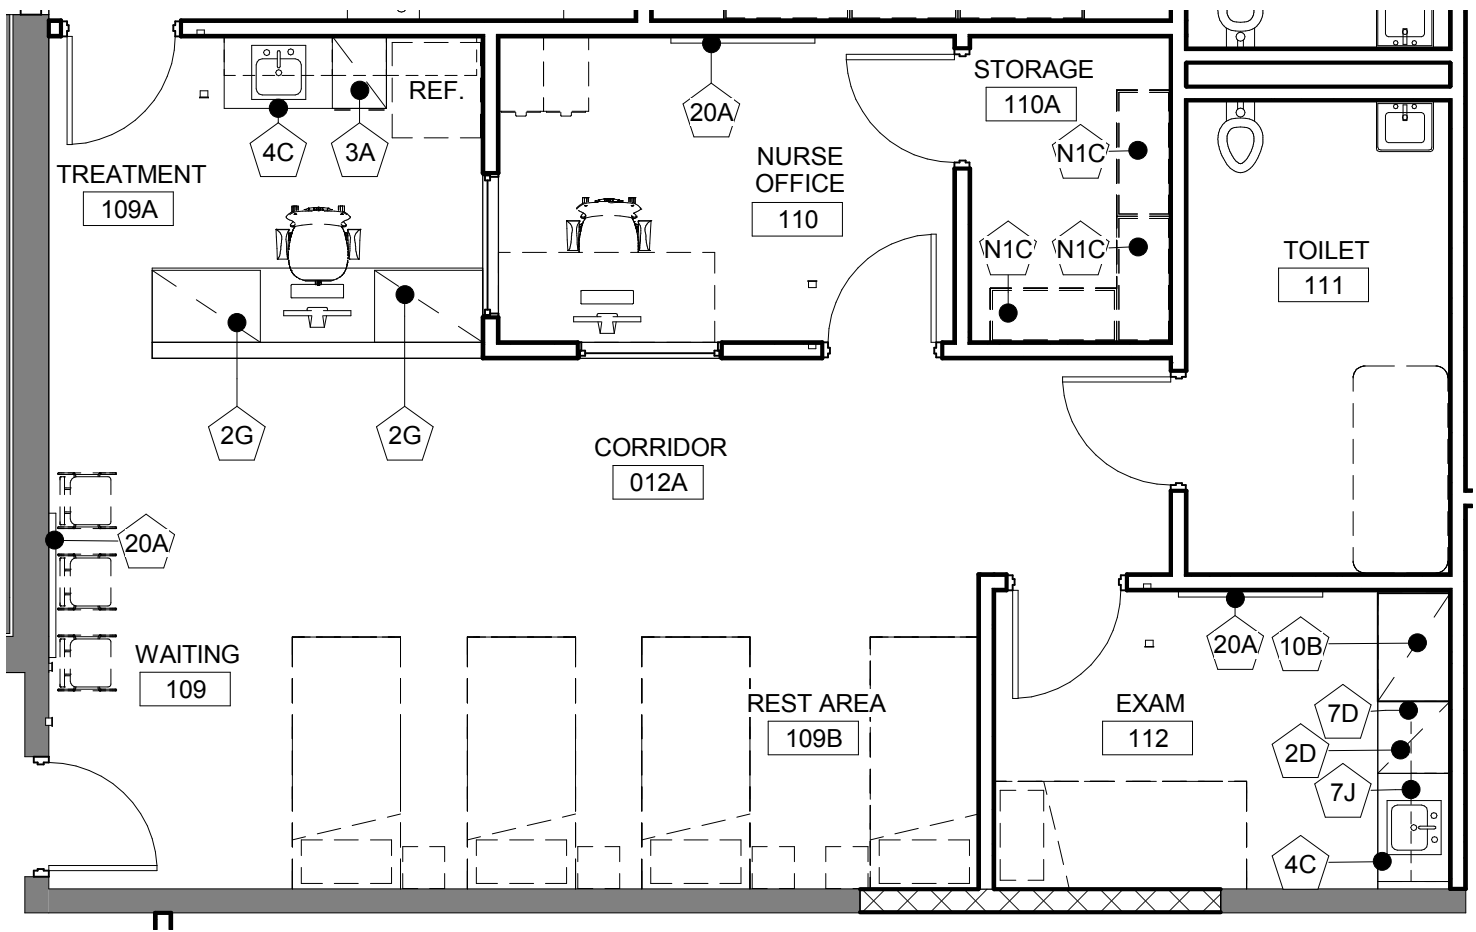 REF.
STORAGE
110A
20A
4C
3A
N1C
TREATMENT
109A
NURSE
OFFICE
110
N1C
N1C
TOILET
111
2G
2G
CORRIDOR
012A
20A
WAITING
109
20A
10B
REST AREA
109B
EXAM
112
7D
2D
7J
4C